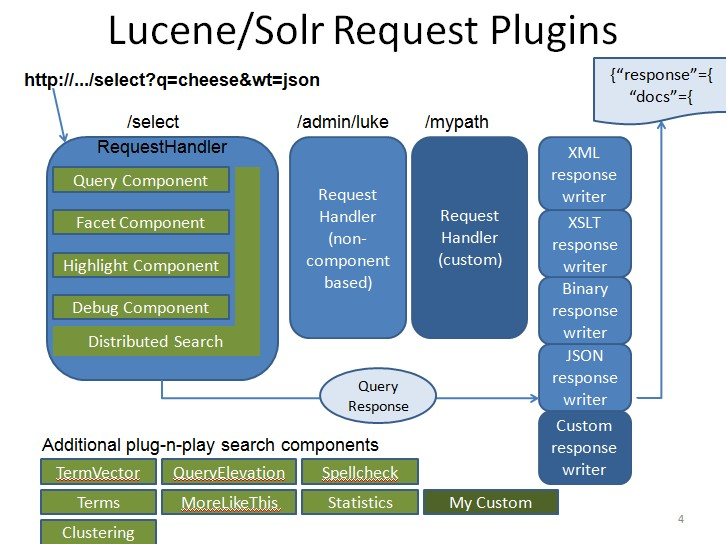 Lucene/Solr Request Plugins
http://.../select?q=cheese&wt=json
{“response”={
“docs”={
/select
/admin/luke
/mypath
RequestHandler
Query Component
Facet Component
Highlight Component
Debug Component
Distributed Search
Request
Handler
(non-
component
based)
Request
Handler
(custom)
XML
response
writer
XSLT
response
writer
Binary
response
writer
JSON
response
writer
Custom
response
writer
Query
Response
Additional plug-n-play search components
TermVector
QueryElevation
Spellcheck
Terms
MoreLikeThis
Statistics
My Custom
Clustering
4